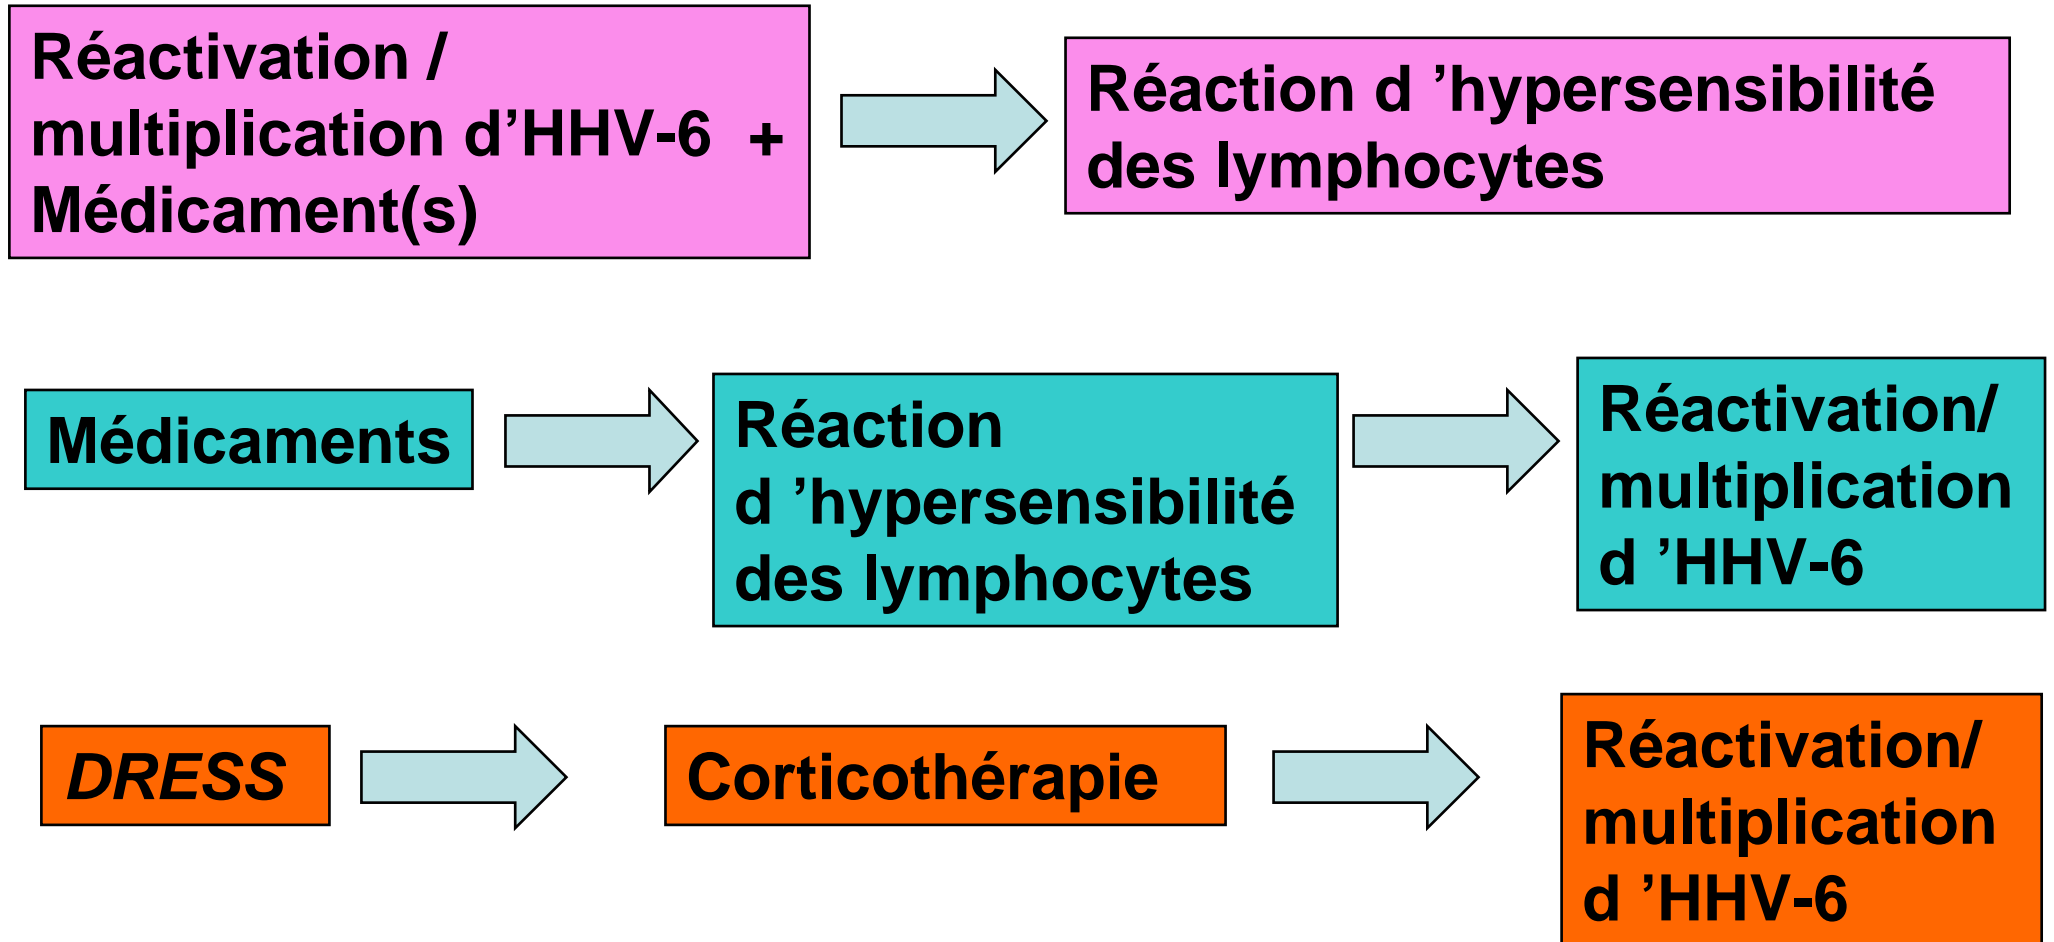 Réactivation /
multiplication d’HHV-6 +
Médicament(s)
Réaction d ’hypersensibilité
des lymphocytes
Médicaments
Réaction
d ’hypersensibilité
des lymphocytes
Réactivation/
multiplication
d ’HHV-6
DRESS
Corticothérapie
Réactivation/
multiplication
d ’HHV-6